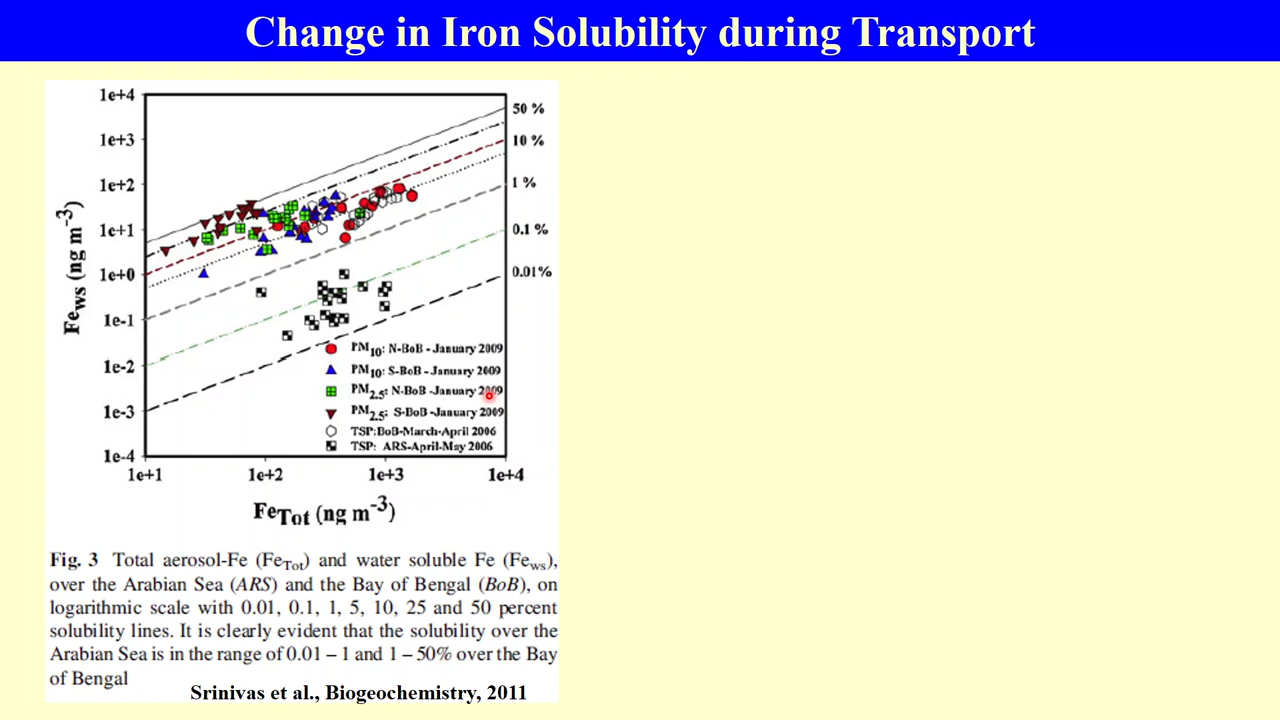 Change in Iron Solubility during Transport
1e+4
1e+3
1e+2
1e+1
1e+0
1e-1
1e-2
1e-3
1e-4
Fews (ng m-3)
50 %
10 %
1 %
0.1 %
0.01%
PM10: N-BoB - January 2009
PM10: S-BoB - January 2009
PM2.5: N-BoB -January 2009
PM2.5: S-BoB -January 2009
TSP:BoB-March-April 2006
TSP: ARS-April-May 2006
1e+1 1e+2 1e+3 1e+4
FeTot (ng m-3)
Fig. 3 Total aerosol-Fe (FeTot) and water soluble Fe (Fews),
over the Arabian Sea (ARS) and the Bay of Bengal (BoB), on
logarithmic scale with 0.01, 0.1, 1, 5, 10, 25 and 50 percent
solubility lines. It is clearly evident that the solubility over the
Arabian Sea is in the range of 0.01 – 1 and 1 – 50% over the Bay
of Bengal
Srinivas et al., Biogeochemistry, 2011